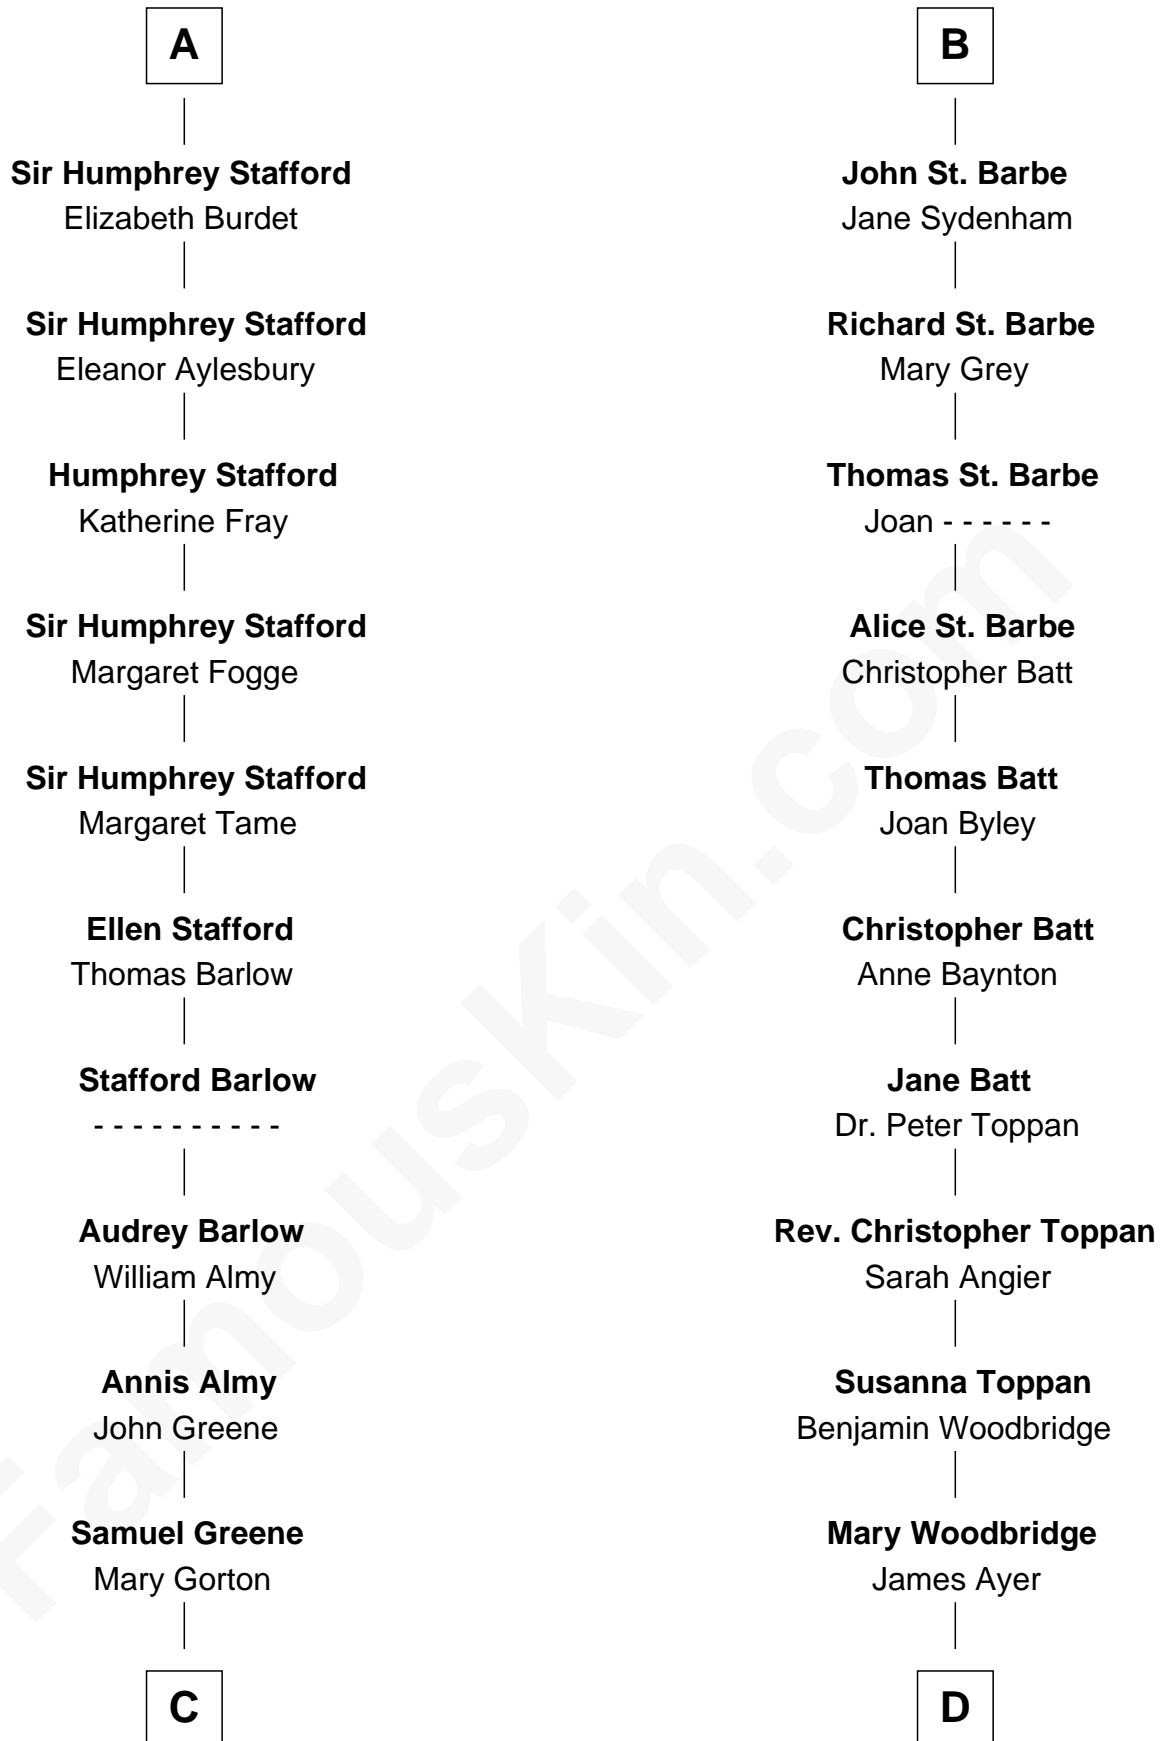 A
Sir Humphrey Stafford
Elizabeth Burdet
Sir Humphrey Stafford
Eleanor Aylesbury
Humphrey Stafford
Katherine Fray
Sir Humphrey Stafford
Margaret Fogge
Sir Humphrey Stafford
Margaret Tame
Ellen Stafford
Thomas Barlow
Stafford Barlow
- - - - - - - - - -
Audrey Barlow
William Almy
Annis Almy
John Greene
Samuel Greene
Mary Gorton
C
B
John St. Barbe
Jane Sydenham
Richard St. Barbe
Mary Grey
Thomas St. Barbe
Joan - - - - - -
Alice St. Barbe
Christopher Batt
Thomas Batt
Joan Byley
Christopher Batt
Anne Baynton
Jane Batt
Dr. Peter Toppan
Rev. Christopher Toppan
Sarah Angier
Susanna Toppan
Benjamin Woodbridge
Mary Woodbridge
James Ayer
D
FamousKin.com